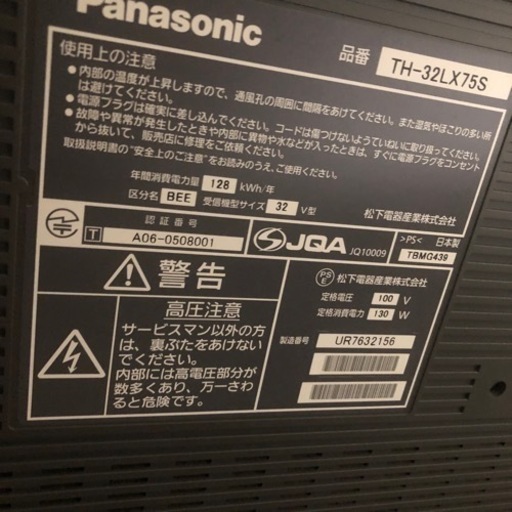 Panasonic
品番 TH-32LX75S
使用上の注意
●内部の温度が上昇しますので、通風孔の周囲に間隔をあけてください。また湿気やほこりの多い所
は避けてください。
●電源プラグは確実に差し込んでください。コードは傷つけないようていねいに取り扱ってください。
●故障や異常が発生したときや内部に異物や水などが入ったときは、すぐに電源プラグをコンセント
から抜いて、販売店に修理をご依頼ください。
取扱説明書の"安全上のご注意"をお読みのうえ、ご使用ください。
年間消費電力量 128 kWh/年
区分名 BEE 受信機型サイズ 32 V型
松下電器産業株式会社
認証番号
T A06-0508001
JQA JQ10009
>PS< 日本製
TBMG439
警告
高圧注意
サービスマン以外の方
は、裏ぶたをあけない
でください。
内部には高電圧部分が
数多くあり、万一さわ
ると危険です。
PS
E 松下電器産業株式会社
定格電圧 100 V
定格消費電力 130 W
製造番号 UR7632156